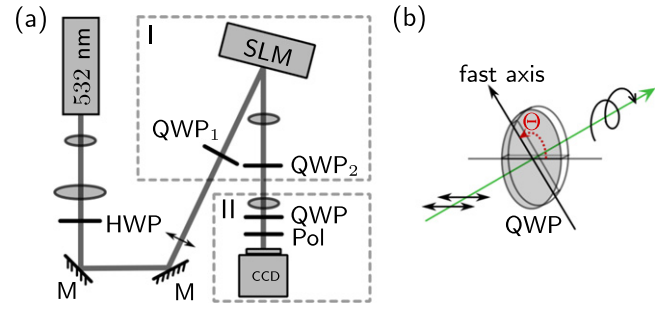 (a)
I
SLM
532 nm
QWP₁
QWP₂
II
HWP
QWP
Pol
CCD
M
M
(b)
fast axis
Θ
QWP